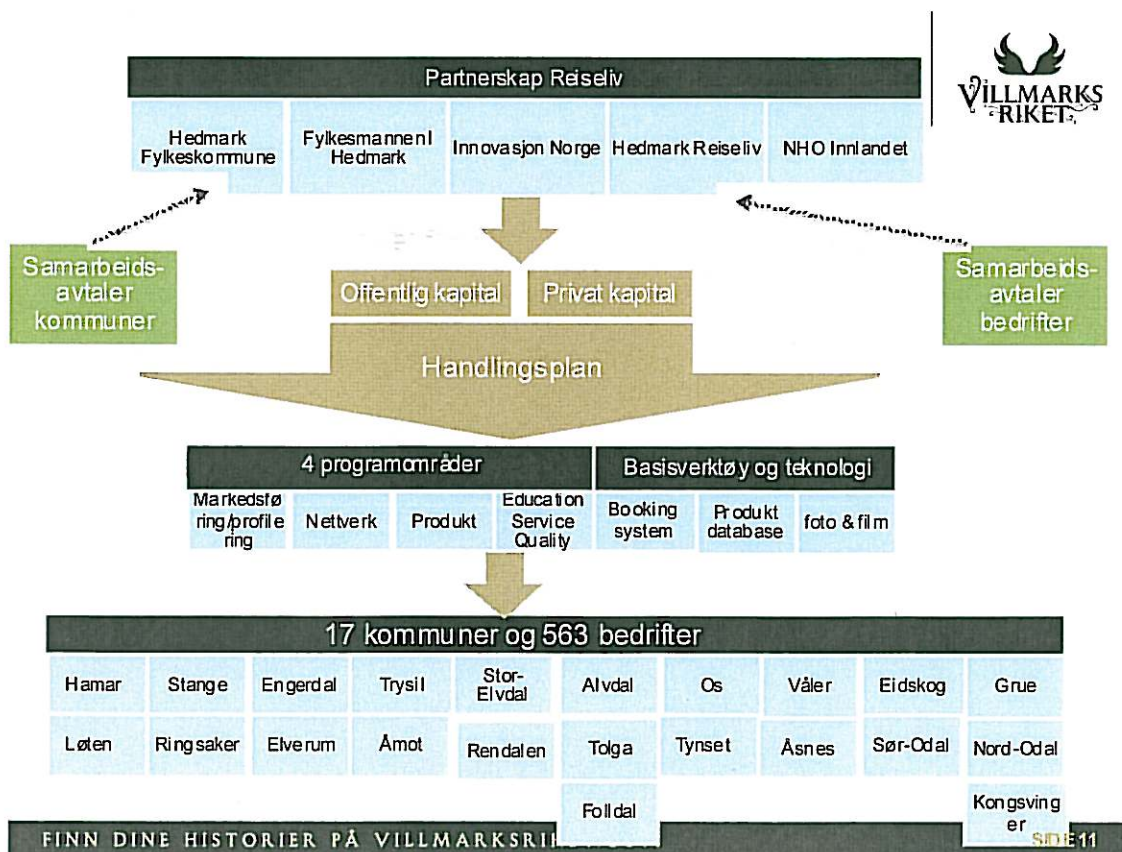 VILLMARKS
RIKET
Partnerskap Reiseliv
Hedmark
Fylkeskommune
Fylkesmannen I
Hedmark
Innovasjon Norge
Hedmark Reiseliv
NHO Innlandet
Samarbeids-
avtaler
kommuner
Samarbeids-
avtaler
bedrifter
Offentlig kapital
Privat kapital
Handlingsplan
4 programområder
Basisverktøy og teknologi
Markedsfø
ring/profile
ring
Nettverk
Produkt
Education
Service
Quality
Booking
system
Produkt
database
foto & film
17 kommuner og 563 bedrifter
Hamar
Stange
Engerdal
Trysil
Stor-
Elvdal
Alvdal
Os
Våler
Eidskog
Grue
Løten
Ringsaker
Elverum
Åmot
Rendalen
Tolga
Tynset
Åsnes
Sør-Odal
Nord-Odal
Folldal
Kongsving
er
FINN DINE HISTORIER PÅ
SIDE 11